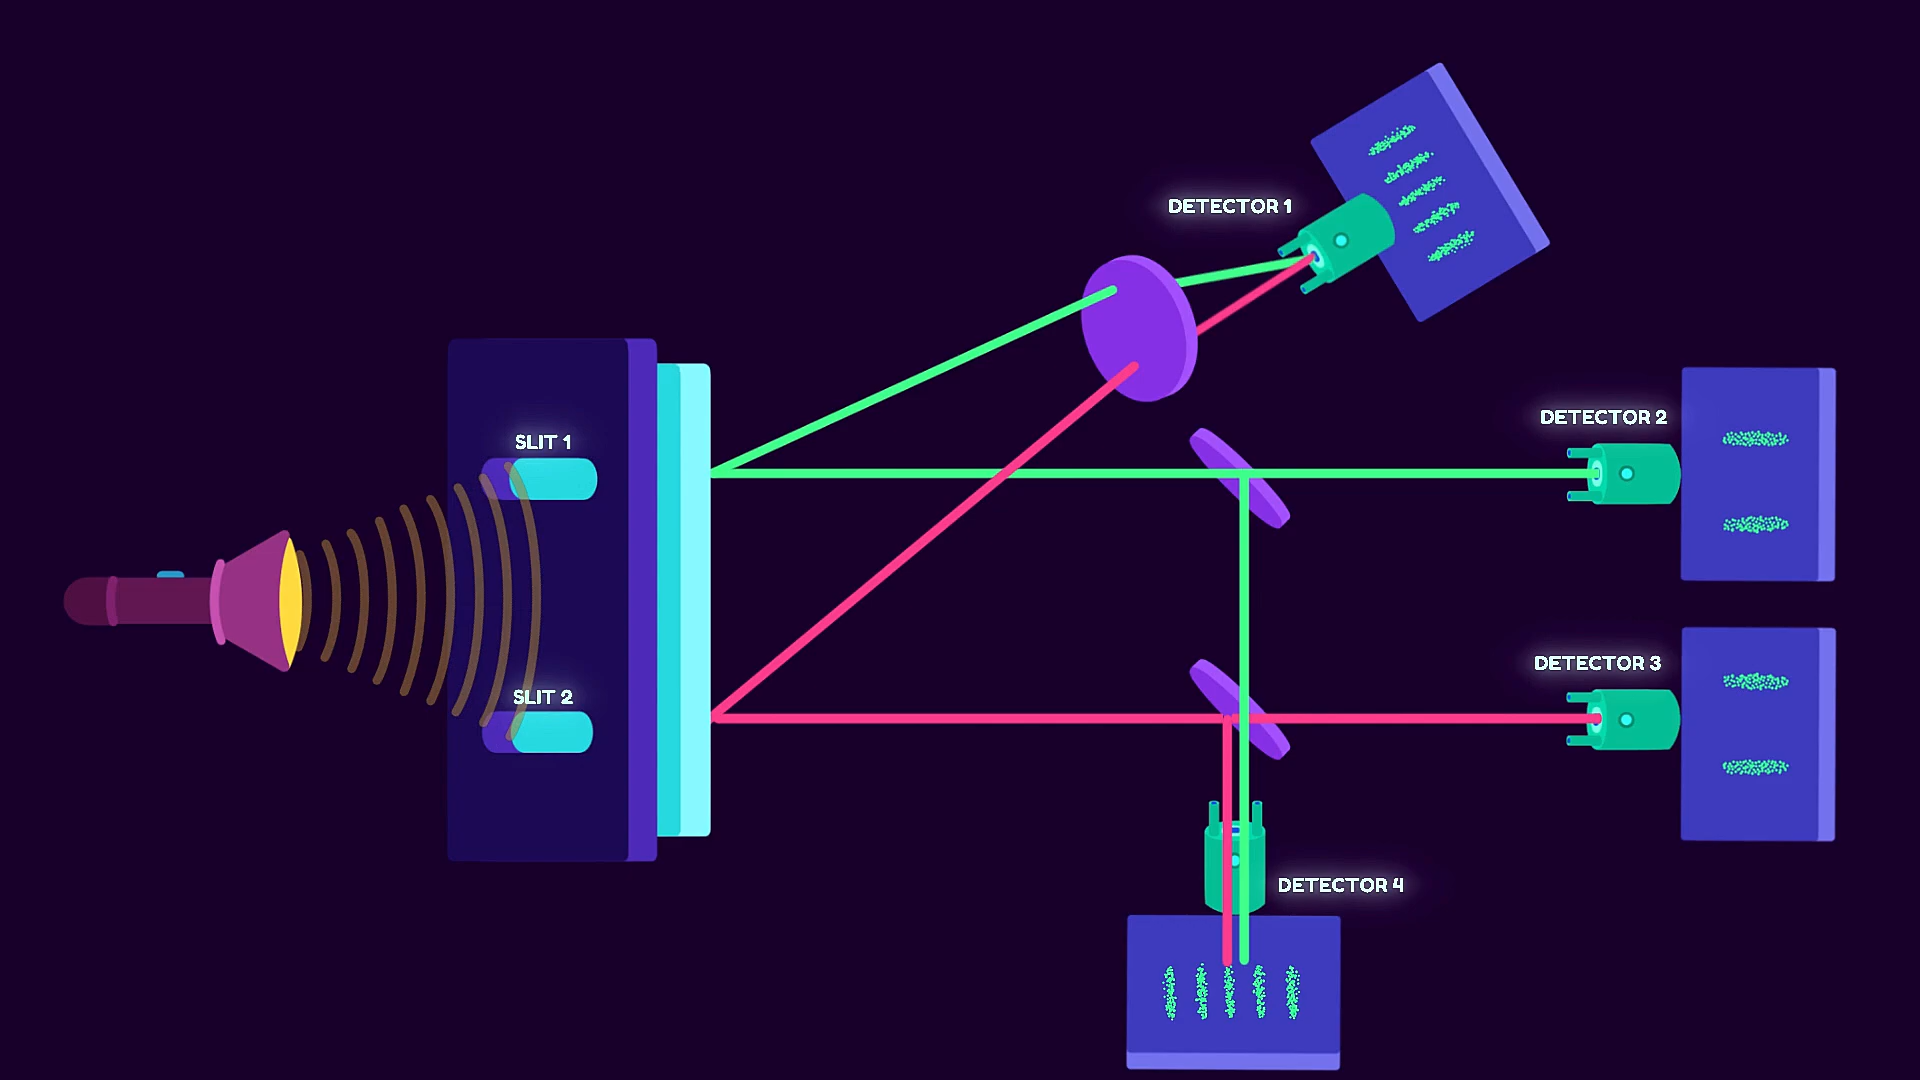 DETECTOR 1
DETECTOR 2
SLIT 1
DETECTOR 3
SLIT 2
DETECTOR 4